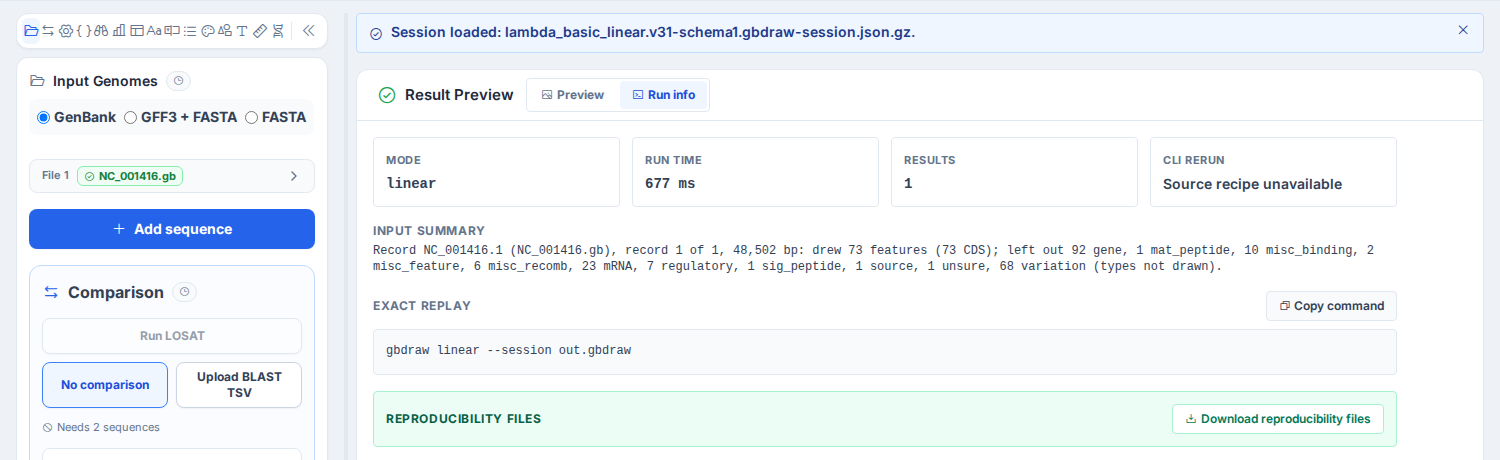 Session loaded: lambda_basic_linear.v31-schema1.gbdraw-session.json.gz.
Input Genomes
GenBank GFF3 + FASTA FASTA
File 1 NC_001416.gb
Add sequence
Comparison
Run LOSAT
No comparison
Upload BLAST
TSV
Needs 2 sequences
Result Preview Preview Run info
MODE
linear
RUN TIME
677 ms
RESULTS
1
CLI RERUN
Source recipe unavailable
INPUT SUMMARY
Record NC_001416.1 (NC_001416.gb), record 1 of 1, 48,502 bp: drew 73 features (73 CDS); left out 92 gene, 1 mat_peptide, 10 misc_binding, 2
misc_feature, 6 misc_recomb, 23 mRNA, 7 regulatory, 1 sig_peptide, 1 source, 1 unsure, 68 variation (types not drawn).
EXACT REPLAY
Copy command
gbdraw linear --session out.gbdraw
REPRODUCIBILITY FILES
Download reproducibility files